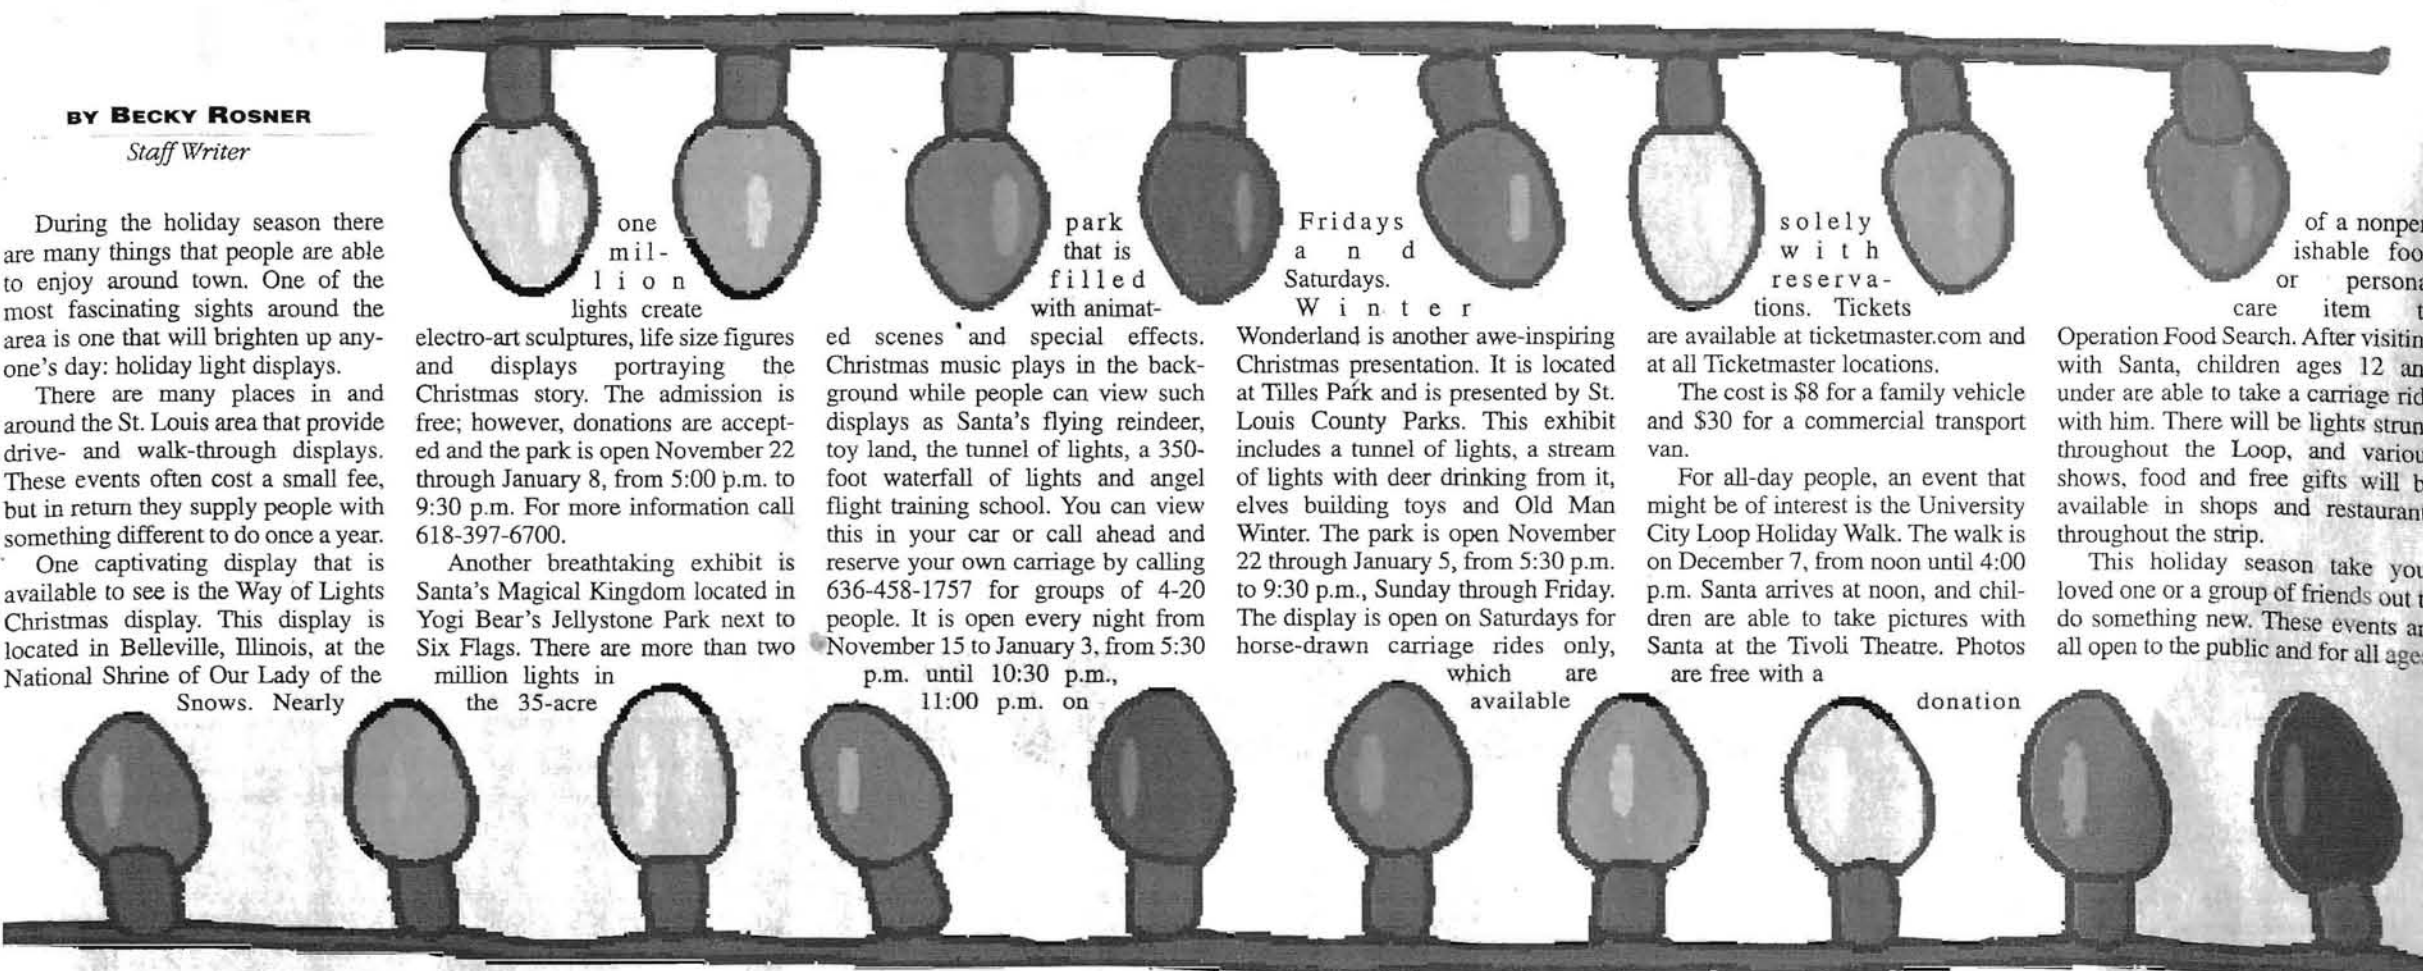 BY BECKY ROSNER
Staff Writer
During the holiday season there
are many things that people are able
to enjoy around town. One of the
most fascinating sights around the
area is one that will brighten up any-
one's day: holiday light displays.
There are many places in and
around the St. Louis area that provide
drive- and walk-through displays.
These events often cost a small fee,
but in return they supply people with
something different to do once a year.
One captivating display that is
available to see is the Way of Lights
Christmas display. This display is
located in Belleville, Illinois, at the
National Shrine of Our Lady of the
Snows. Nearly
one
mil-
lion
lights create
electro-art sculptures, life size figures
and displays portraying the
Christmas story. The admission is
free; however, donations are accept-
ed and the park is open November 22
through January 8, from 5:00 p.m. to
9:30 p.m. For more information call
618-397-6700.
Another breathtaking exhibit is
Santa's Magical Kingdom located in
Yogi Bear's Jellystone Park next to
Six Flags. There are more than two
million lights in
the 35-acre
park
that is
filled
with animat-
ed scenes and special effects.
Christmas music plays in the back-
ground while people can view such
displays as Santa's flying reindeer,
toy land, the tunnel of lights, a 350-
foot waterfall of lights and angel
flight training school. You can view
this in your car or call ahead and
reserve your own carriage by calling
636-458-1757 for groups of 4-20
people. It is open every night from
November 15 to January 3, from 5:30
p.m. until 10:30 p.m.,
11:00 p.m. on
Fridays
and
Saturdays.
Winter
Wonderland is another awe-inspiring
Christmas presentation. It is located
at Tilles Park and is presented by St.
Louis County Parks. This exhibit
includes a tunnel of lights, a stream
of lights with deer drinking from it,
elves building toys and Old Man
Winter. The park is open November
22 through January 5, from 5:30 p.m.
to 9:30 p.m., Sunday through Friday.
The display is open on Saturdays for
horse-drawn carriage rides only,
which are
available
solely
with
reserva-
tions. Tickets
are available at ticketmaster.com and
at all Ticketmaster locations.
The cost is $8 for a family vehicle
and $30 for a commercial transport
van.
For all-day people, an event that
might be of interest is the University
City Loop Holiday Walk. The walk is
on December 7, from noon until 4:00
p.m. Santa arrives at noon, and chil-
dren are able to take pictures with
Santa at the Tivoli Theatre. Photos
are free with a
donation
of a nonper
ishable foo
or persona
care item t
Operation Food Search. After visitin
with Santa, children ages 12 an
under are able to take a carriage rid
with him. There will be lights strun
throughout the Loop, and variou
shows, food and free gifts will b
available in shops and restaurant
throughout the strip.
This holiday season take you
loved one or a group of friends out t
do something new. These events ar
all open to the public and for all age